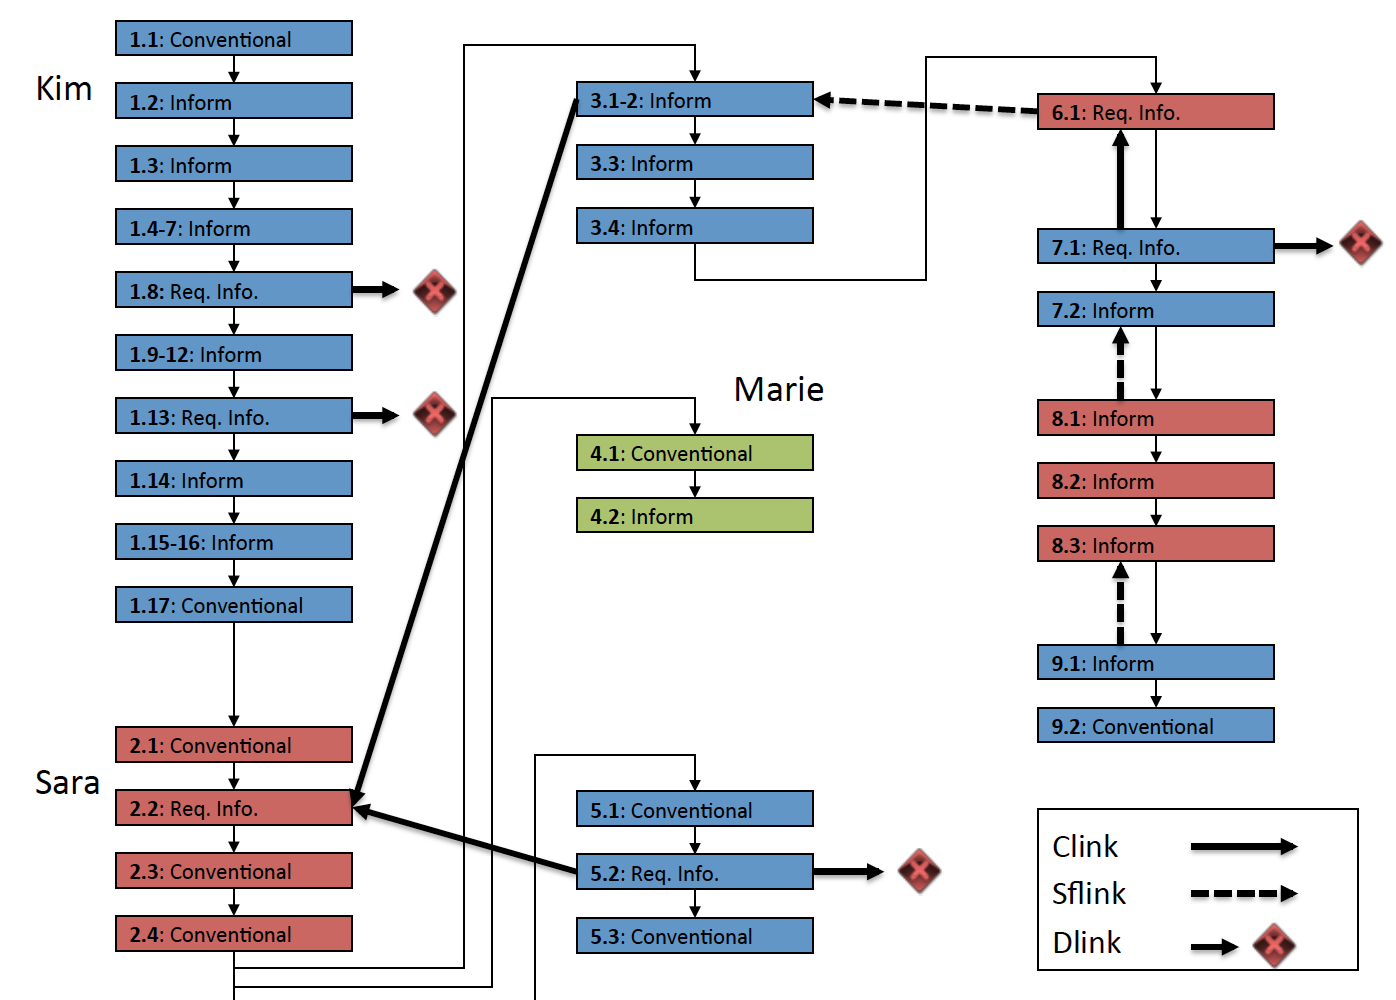 Kim
1.1: Conventional
1.2: Inform
1.3: Inform
1.4-7: Inform
1.8: Req. Info.
1.9-12: Inform
1.13: Req. Info.
1.14: Inform
1.15-16: Inform
1.17: Conventional
Sara
2.1: Conventional
2.2: Req. Info.
2.3: Conventional
2.4: Conventional
3.1-2: Inform
3.3: Inform
3.4: Inform
Marie
4.1: Conventional
4.2: Inform
5.1: Conventional
5.2: Req. Info.
5.3: Conventional
6.1: Req. Info.
7.1: Req. Info.
7.2: Inform
8.1: Inform
8.2: Inform
8.3: Inform
9.1: Inform
9.2: Conventional
Clink
Sflink
Dlink